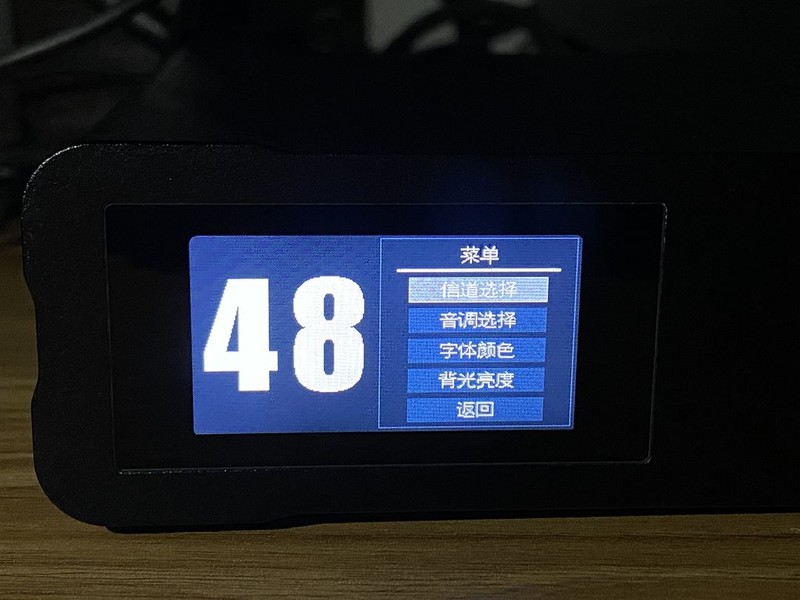 48
菜单
信道选择
音调选择
字体颜色
背光亮度
返回